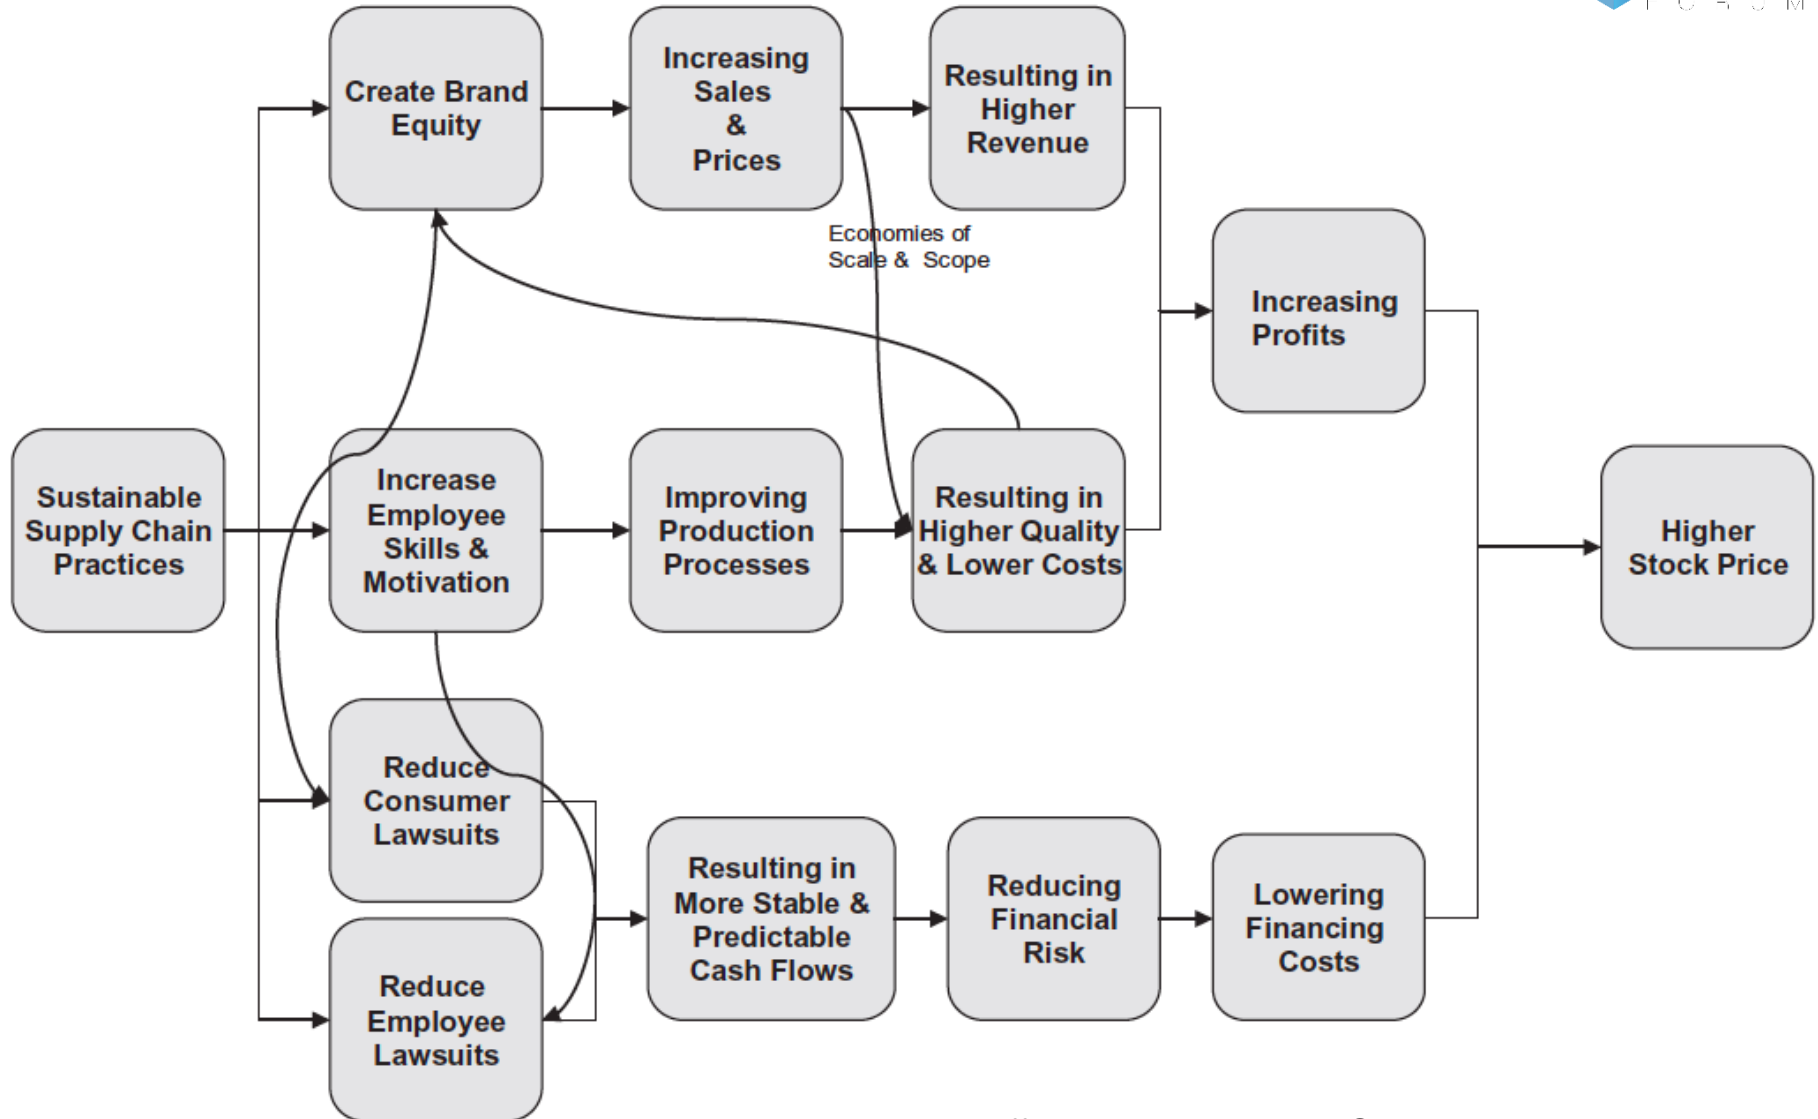 Create Brand
Equity
Increasing
Sales
&
Prices
Resulting in
Higher
Revenue
Economies of
Scale & Scope
Increasing
Profits
Sustainable
Supply Chain
Practices
Increase
Employee
Skills &
Motivation
Improving
Production
Processes
Resulting in
Higher Quality
& Lower Costs
Higher
Stock Price
Reduce
Consumer
Lawsuits
Resulting in
More Stable &
Predictable
Cash Flows
Reducing
Financial
Risk
Lowering
Financing
Costs
Reduce
Employee
Lawsuits